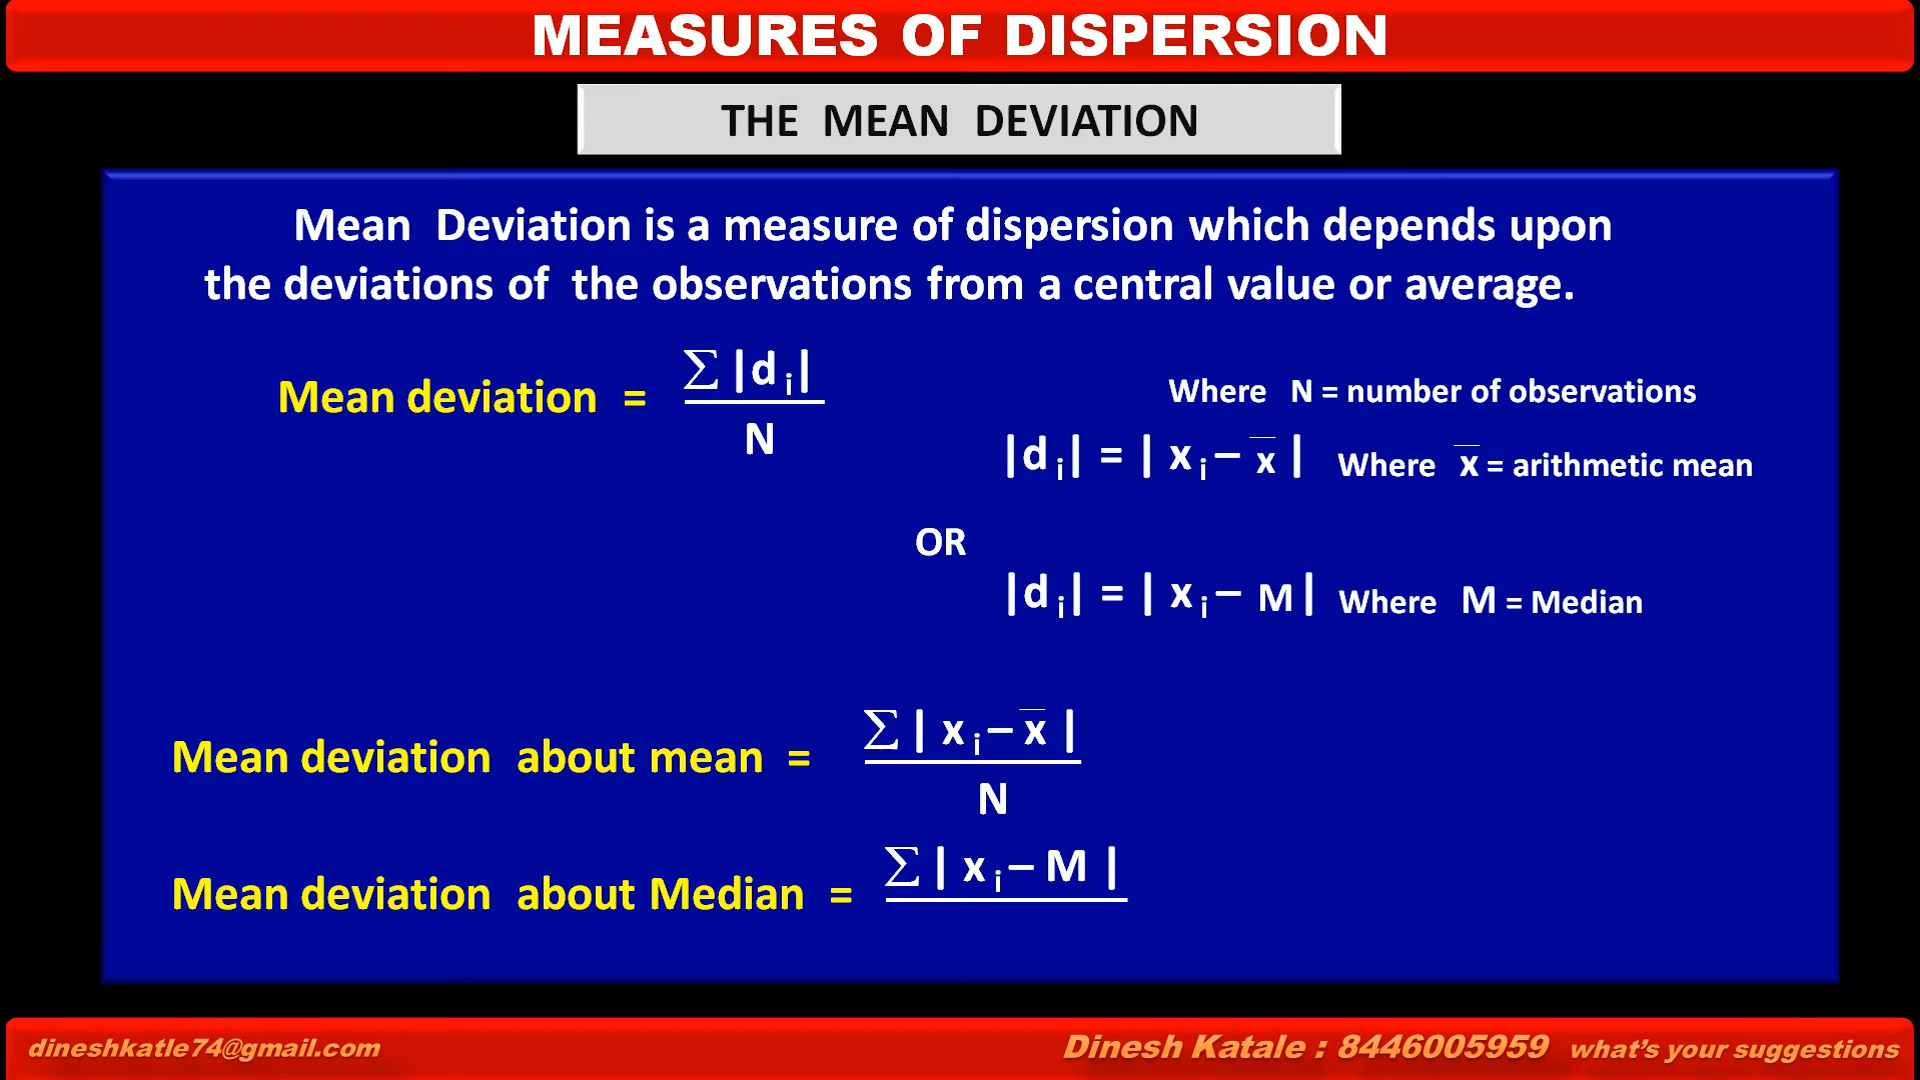 MEASURES OF DISPERSION
THE MEAN DEVIATION
Mean Deviation is a measure of dispersion which depends upon
the deviations of the observations from a central value or average.
Mean deviation = ∑ |d i| / N
Where N = number of observations
|d i| = | x i – x̅ | Where x̅ = arithmetic mean
OR
|d i| = | x i – M | Where M = Median
Mean deviation about mean = ∑ | x i – x̅ | / N
Mean deviation about Median = ∑ | x i – M |
dineshkatle74@gmail.com
Dinesh Katale : 8446005959 what's your suggestions